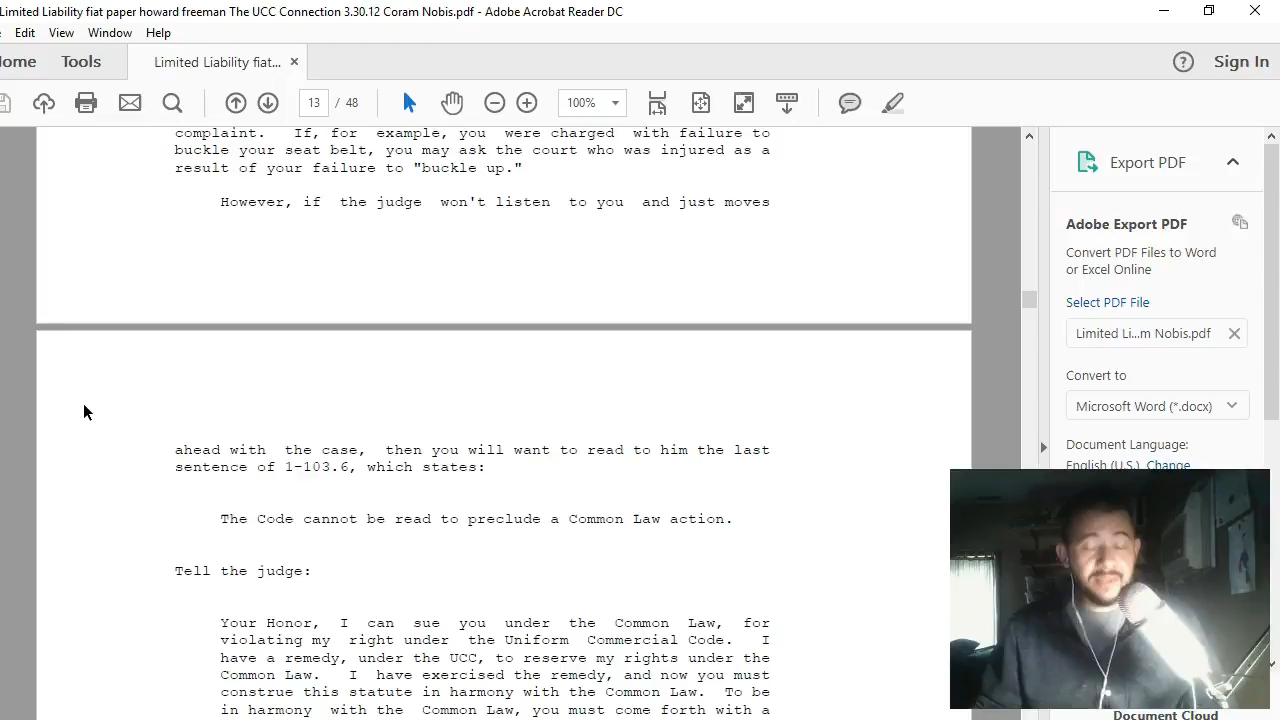 Limited Liability fiat paper howard freeman The UCC Connection 3.30.12 Coram Nobis.pdf - Adobe Acrobat Reader DC
Edit View Window Help
Home Tools Limited Liability fiat... × Sign In
13 / 48 100%
complaint. If, for example, you were charged with failure to
buckle your seat belt, you may ask the court who was injured as a
result of your failure to "buckle up."
However, if the judge won't listen to you and just moves
ahead with the case, then you will want to read to him the last
sentence of 1-103.6, which states:
The Code cannot be read to preclude a Common Law action.
Tell the judge:
Your Honor, I can sue you under the Common Law, for
violating my right under the Uniform Commercial Code. I
have a remedy, under the UCC, to reserve my rights under the
Common Law. I have exercised the remedy, and now you must
construe this statute in harmony with the Common Law. To be
in harmony with the Common Law, you must come forth with a
Export PDF
Adobe Export PDF
Convert PDF Files to Word
or Excel Online
Select PDF File
Limited Li...m Nobis.pdf
Convert to
Microsoft Word (*.docx)
Document Language:
English (U.S.) Change
Document Cloud